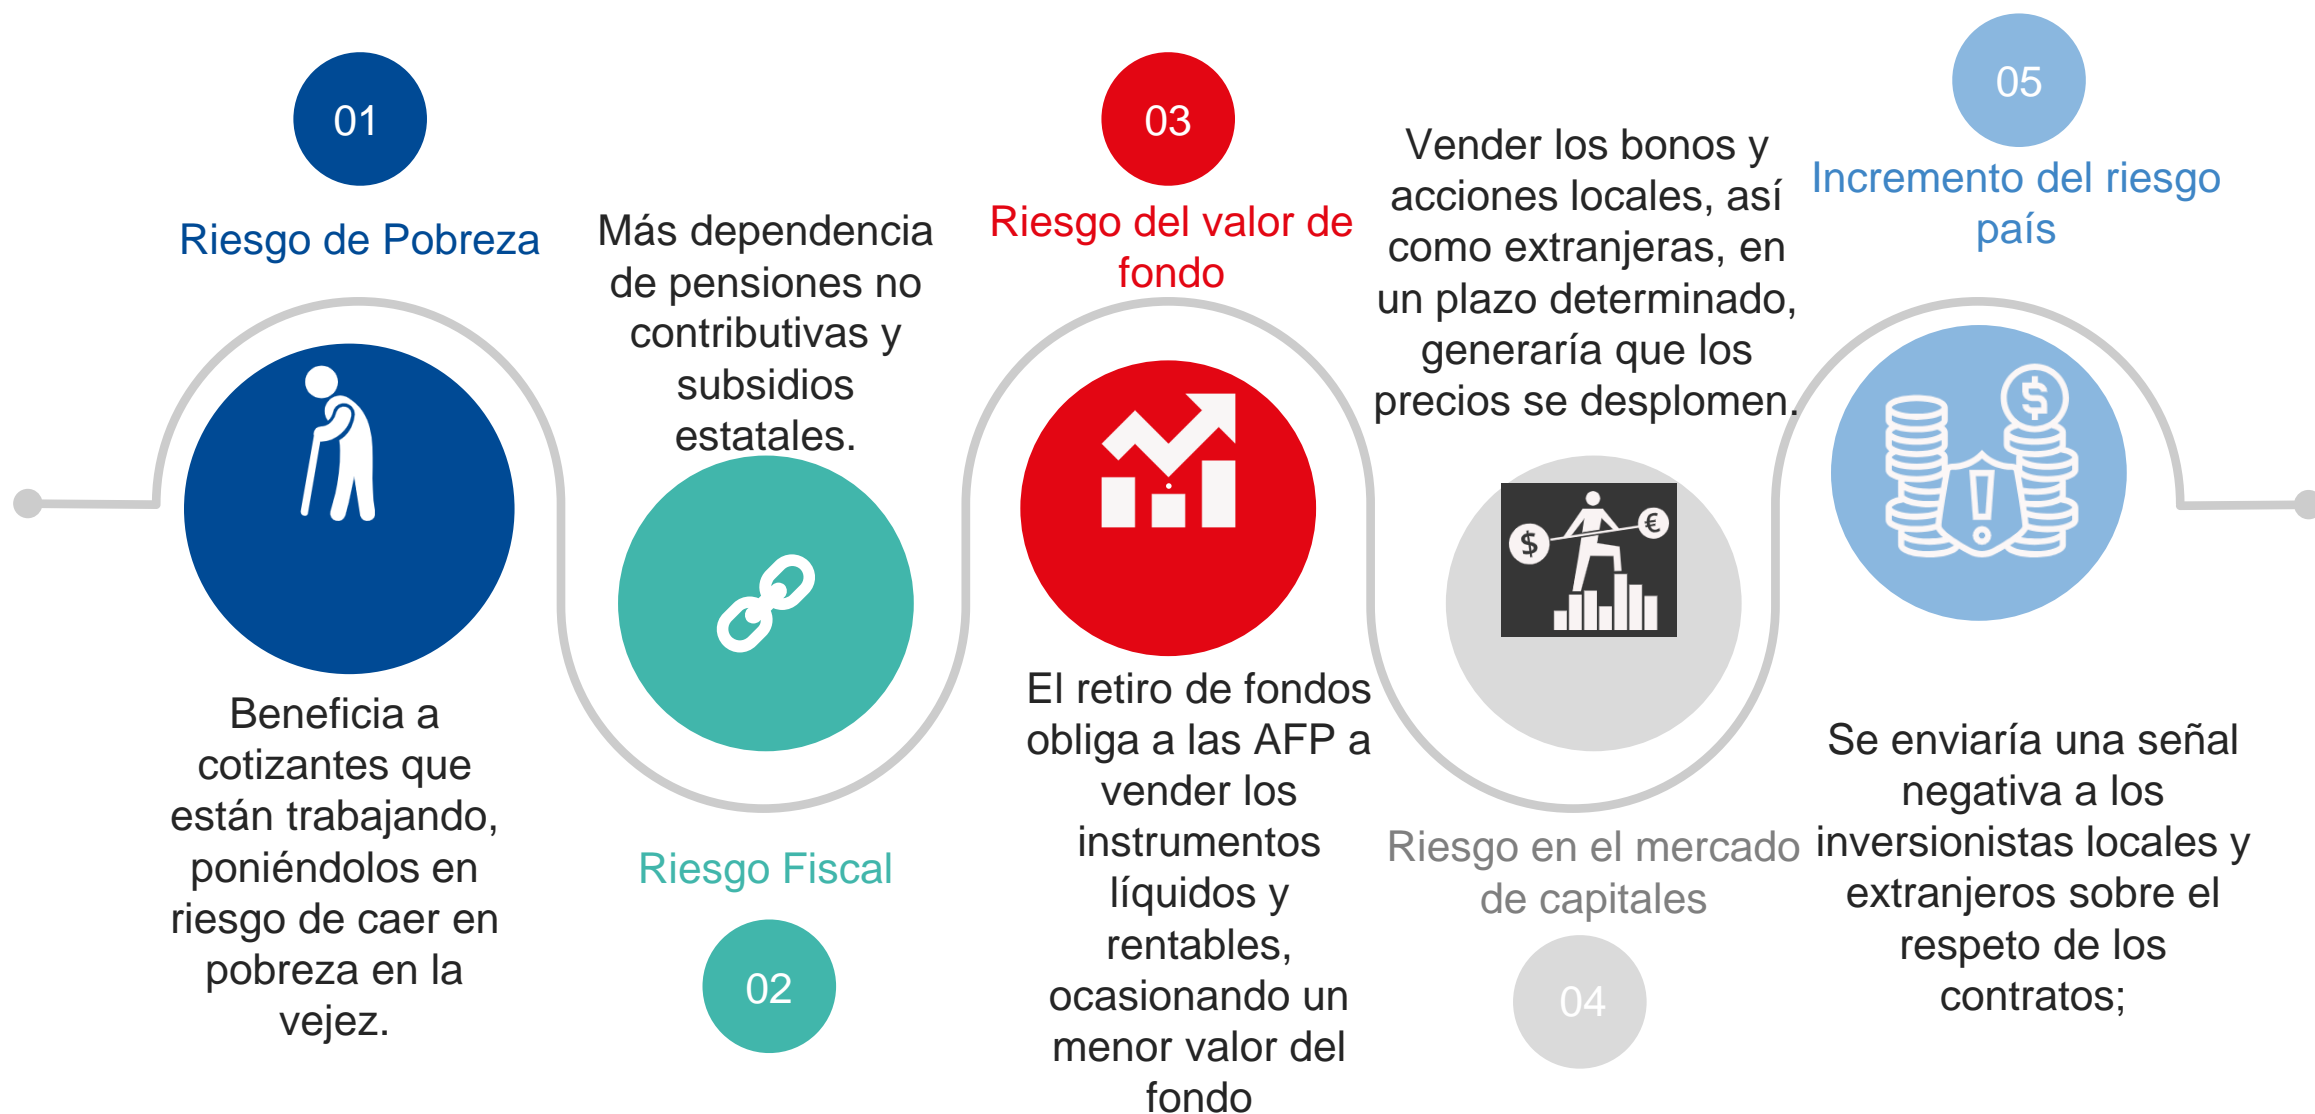 01
Riesgo de Pobreza
Beneficia a
cotizantes que
están trabajando,
poniéndolos en
riesgo de caer en
pobreza en la
vejez.
Más dependencia
de pensiones no
contributivas y
subsidios
estatales.
Riesgo Fiscal
02
03
Riesgo del valor de
fondo
El retiro de fondos
obliga a las AFP a
vender los
instrumentos
líquidos y
rentables,
ocasionando un
menor valor del
fondo
Vender los bonos y
acciones locales, así
como extranjeras, en
un plazo determinado,
generaría que los
precios se desplomen.
$ €
Riesgo en el mercado
de capitales
04
05
Incremento del riesgo
país
$
!
Se enviaría una señal
negativa a los
inversionistas locales y
extranjeros sobre el
respeto de los
contratos;